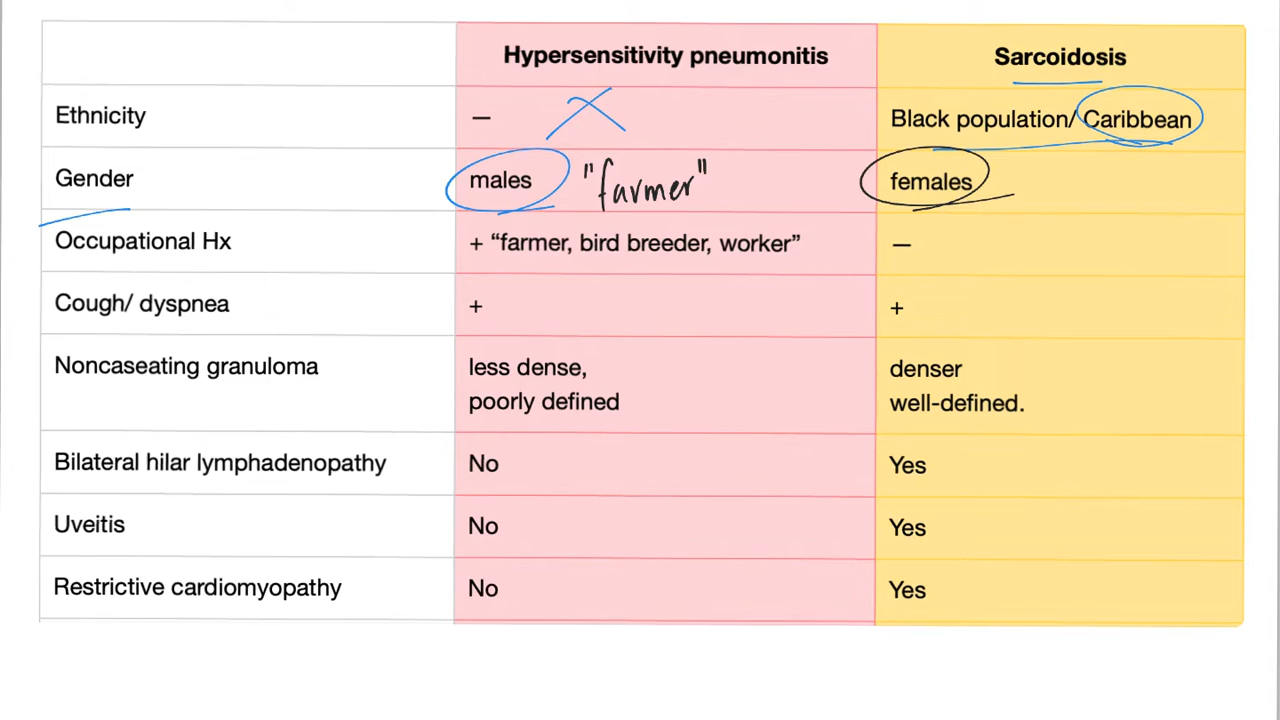 Hypersensitivity pneumonitis Sarcoidosis
Ethnicity – Black population/ Caribbean
Gender males "farmer" females
Occupational Hx + “farmer, bird breeder, worker” –
Cough/ dyspnea + +
Noncaseating granuloma less dense, denser
poorly defined well-defined.
Bilateral hilar lymphadenopathy No Yes
Uveitis No Yes
Restrictive cardiomyopathy No Yes